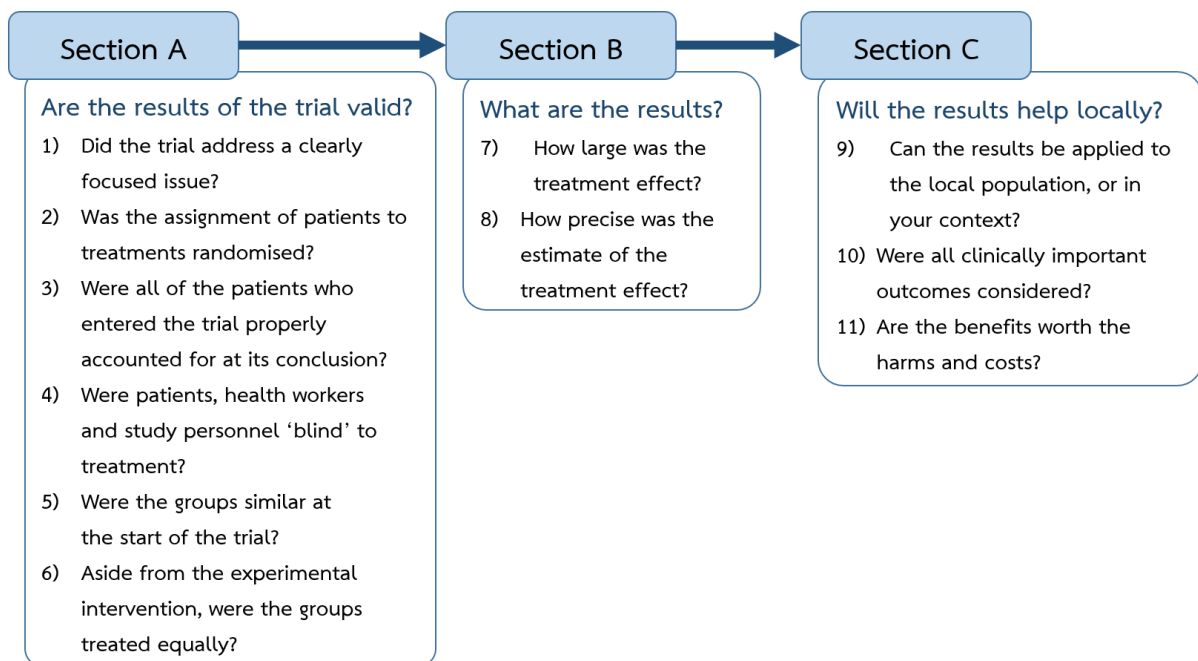 Section A
Are the results of the trial valid?
1) Did the trial address a clearly
focused issue?
2) Was the assignment of patients to
treatments randomised?
3) Were all of the patients who
entered the trial properly
accounted for at its conclusion?
4) Were patients, health workers
and study personnel ‘blind’ to
treatment?
5) Were the groups similar at
the start of the trial?
6) Aside from the experimental
intervention, were the groups
treated equally?
Section B
What are the results?
7) How large was the
treatment effect?
8) How precise was the
estimate of the
treatment effect?
Section C
Will the results help locally?
9) Can the results be applied to
the local population, or in
your context?
10) Were all clinically important
outcomes considered?
11) Are the benefits worth the
harms and costs?